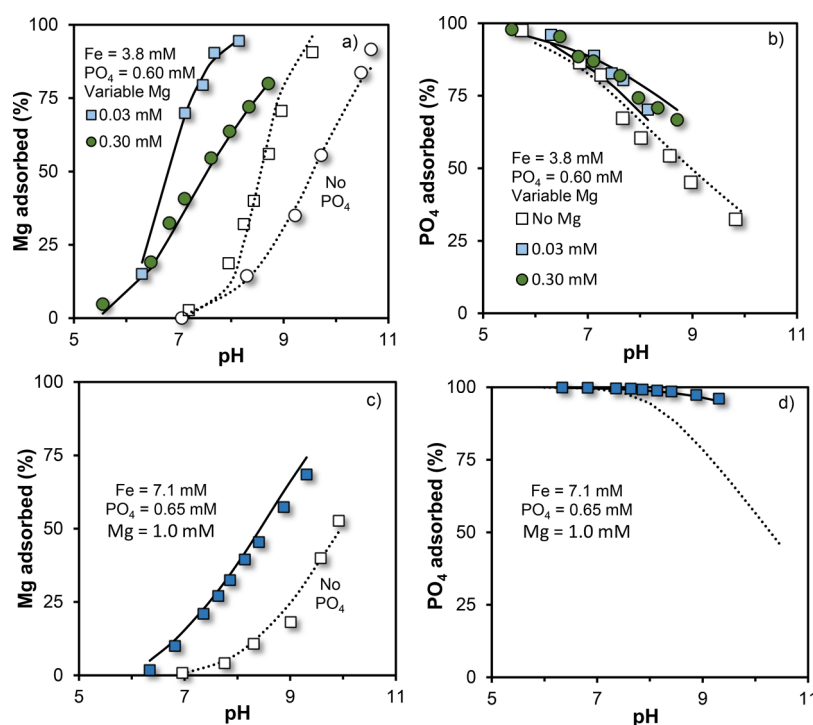 100
75
50
25
0
Mg adsorbed (%)
a)
Fe = 3.8 mM
PO₄ = 0.60 mM
Variable Mg
0.03 mM
0.30 mM
No
PO₄
5
7
9
11
pH
100
75
50
25
0
PO₄ adsorbed (%)
b)
Fe = 3.8 mM
PO₄ = 0.60 mM
Variable Mg
No Mg
0.03 mM
0.30 mM
5
7
9
11
pH
100
75
50
25
0
Mg adsorbed (%)
c)
Fe = 7.1 mM
PO₄ = 0.65 mM
Mg = 1.0 mM
No
PO₄
5
7
9
11
pH
100
75
50
25
0
PO₄ adsorbed (%)
d)
Fe = 7.1 mM
PO₄ = 0.65 mM
Mg = 1.0 mM
5
7
9
11
pH